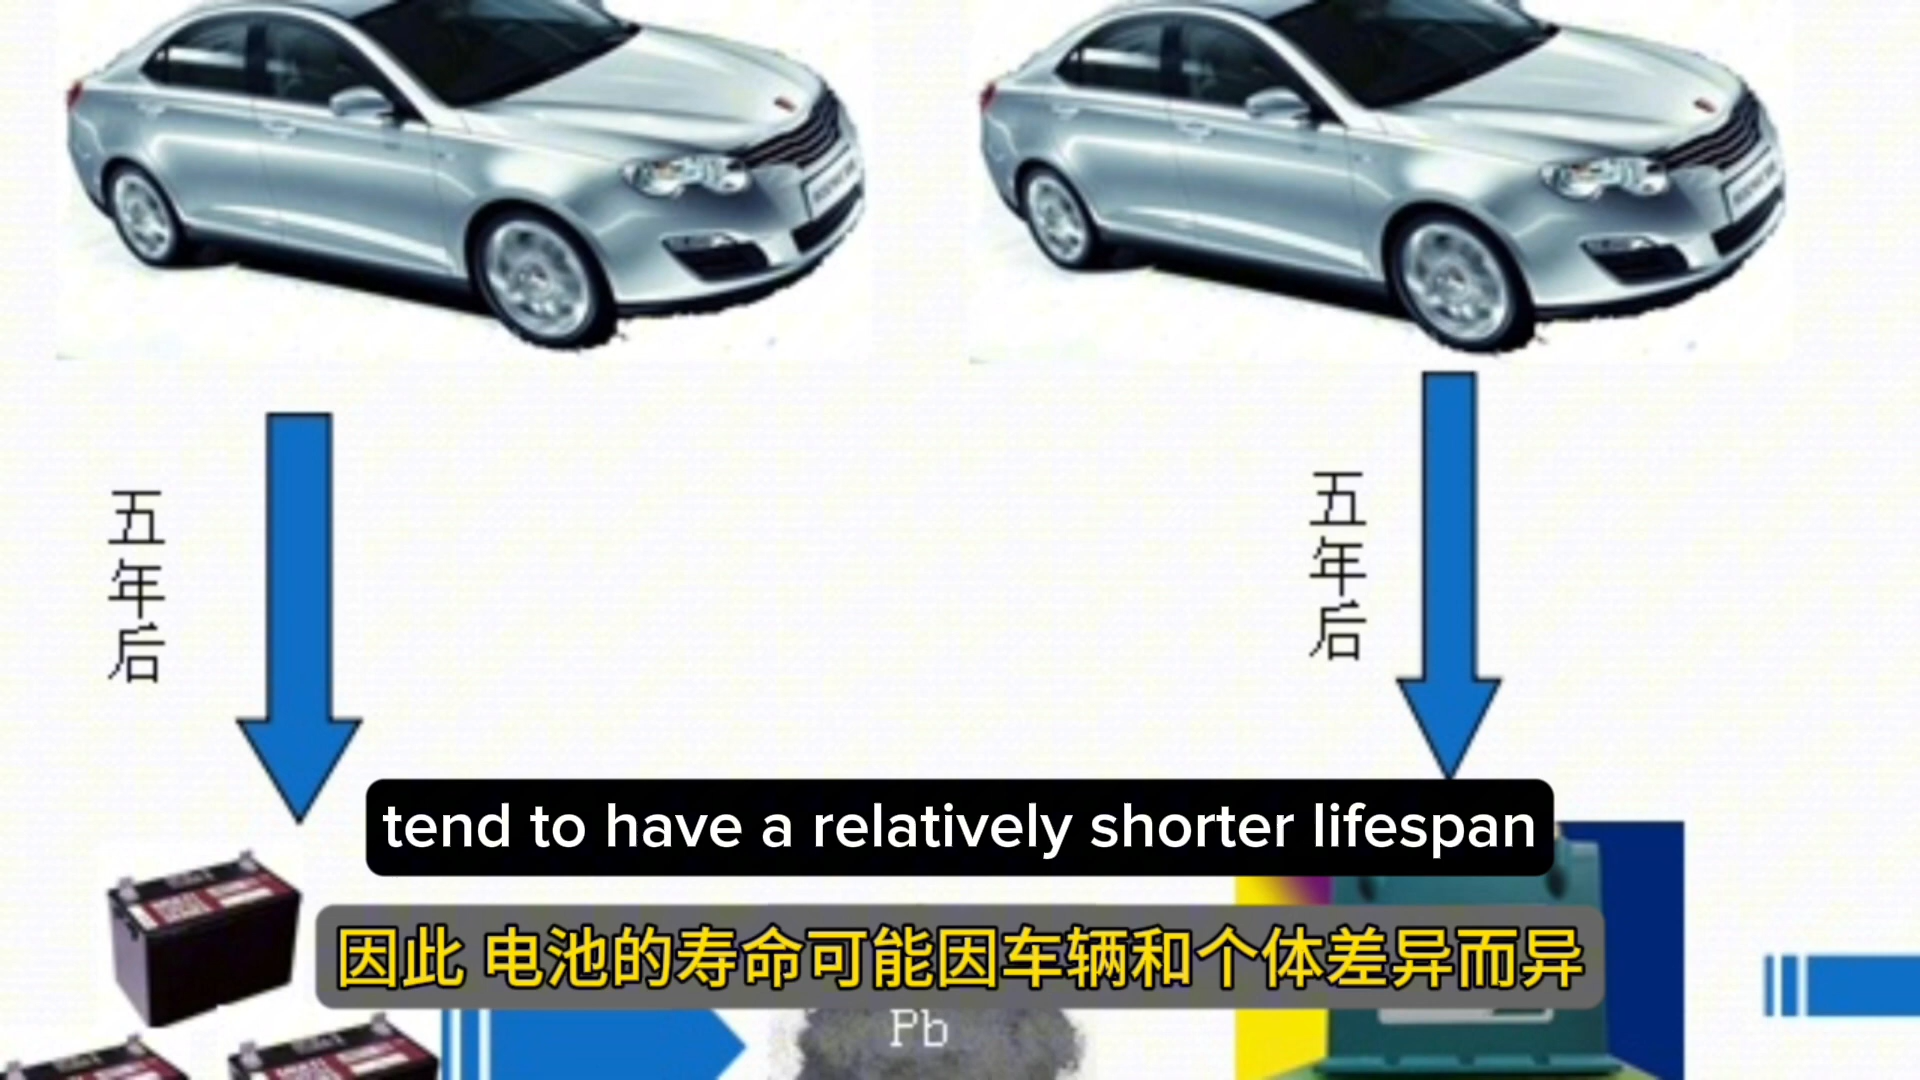 五年后
五年后
tend to have a relatively shorter lifespan
因此 电池的寿命可能因车辆和个体差异而异
Pb